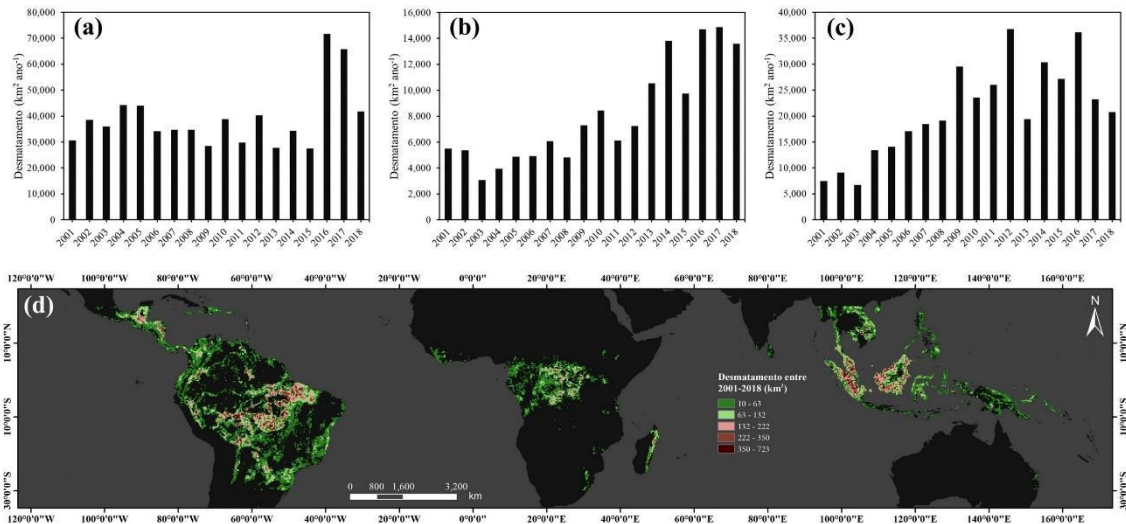 (a)
Desmatamento (km² ano⁻¹)
80,000
70,000
60,000
50,000
40,000
30,000
20,000
10,000
0
2001 2002 2003 2004 2005 2006 2007 2008 2009 2010 2011 2012 2013 2014 2015 2016 2017 2018
(b)
Desmatamento (km² ano⁻¹)
16,000
14,000
12,000
10,000
8,000
6,000
4,000
2,000
0
2001 2002 2003 2004 2005 2006 2007 2008 2009 2010 2011 2012 2013 2014 2015 2016 2017 2018
(c)
Desmatamento (km² ano⁻¹)
40,000
35,000
30,000
25,000
20,000
15,000
10,000
5,000
0
2001 2002 2003 2004 2005 2006 2007 2008 2009 2010 2011 2012 2013 2014 2015 2016 2017 2018
120°0'0"W 100°0'0"W 80°0'0"W 60°0'0"W 40°0'0"W 20°0'0"W 0°0'0" 20°0'0"E 40°0'0"E 60°0'0"E 80°0'0"E 100°0'0"E 120°0'0"E 140°0'0"E 160°0'0"E
(d)
N
10°0'0"N 10°0'0"N
10°0'0"S 10°0'0"S
30°0'0"S 30°0'0"S
Desmatamento entre
2001-2018 (km²)
10 - 63
63 - 132
132 - 222
222 - 350
350 - 723
0 800 1,600 3,200
km
100°0'0"W 80°0'0"W 60°0'0"W 40°0'0"W 20°0'0"W 0°0'0" 20°0'0"E 40°0'0"E 60°0'0"E 80°0'0"E 100°0'0"E 120°0'0"E 140°0'0"E 160°0'0"E